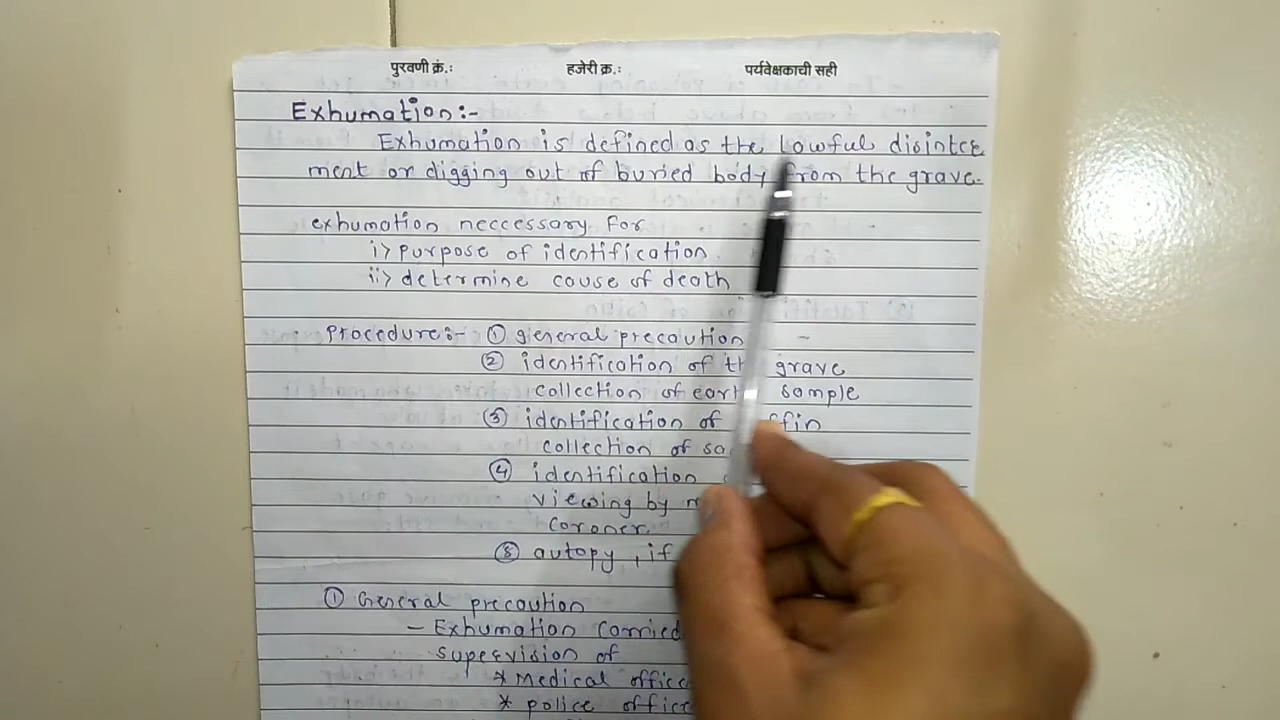 पुरवणी क्रं.: हजेरी क्र.: पर्यवेक्षकाची सही
Exhumation:-
Exhumation is defined as the lawful disinter
ment or digging out of buried body from the grave.
exhumation neccessary for
i) purpose of identification.
ii) determine cause of death
Procedure:- ① general precaution -
② identification of the grave
collection of earth sample
③ identification of
collection of
④ identification
viewing by
coroner.
⑤ autopy, if
① General precaution
- Exhumation carried
supervision of
* Medical office
* police office